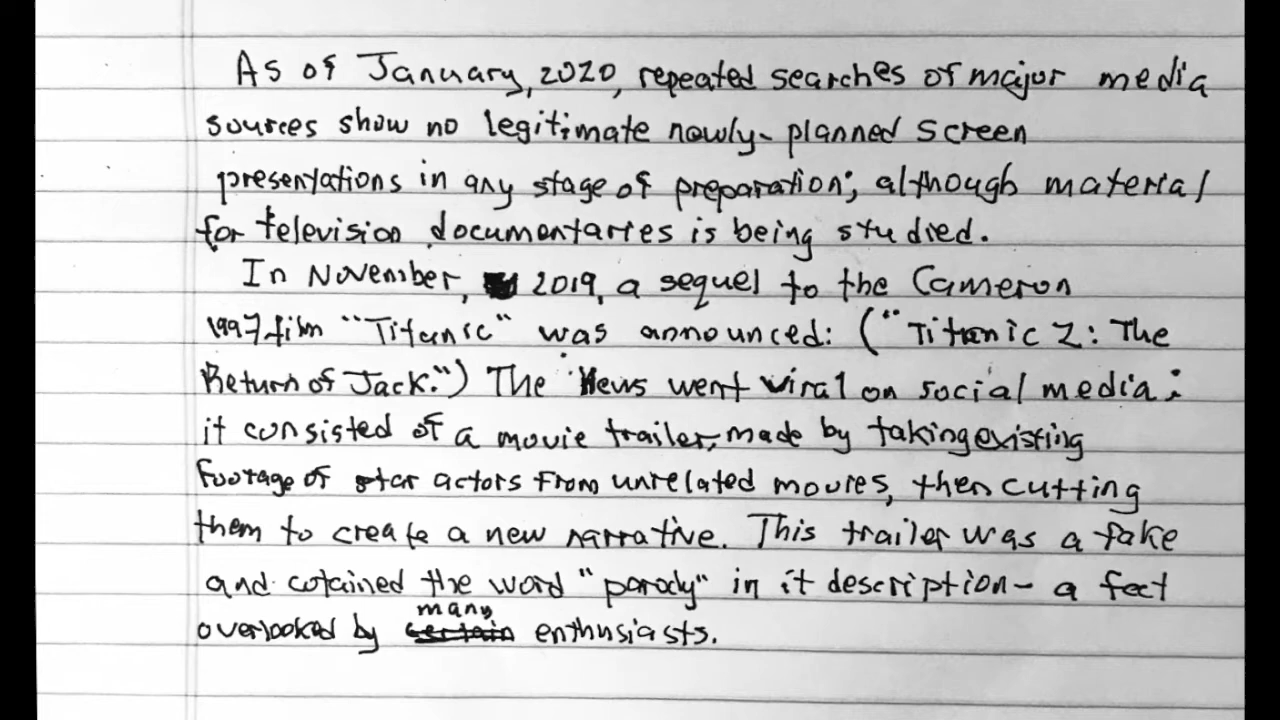 As of January, 2020, repeated searches of major media
sources show no legitimate newly-planned screen
presentations in any stage of preparation; although material
for television documentaries is being studied.
In November, 2019, a sequel to the Cameron
1997 film "Titanic" was announced: ("Titanic 2: The
Return of Jack.") The News went viral on social media;
it consisted of a movie trailer, made by taking existing
footage of star actors from unrelated movies, then cutting
them to create a new narrative. This trailer was a fake
and cotained the word "parody" in it description- a fect
many
overlooked by certain enthusiasts.